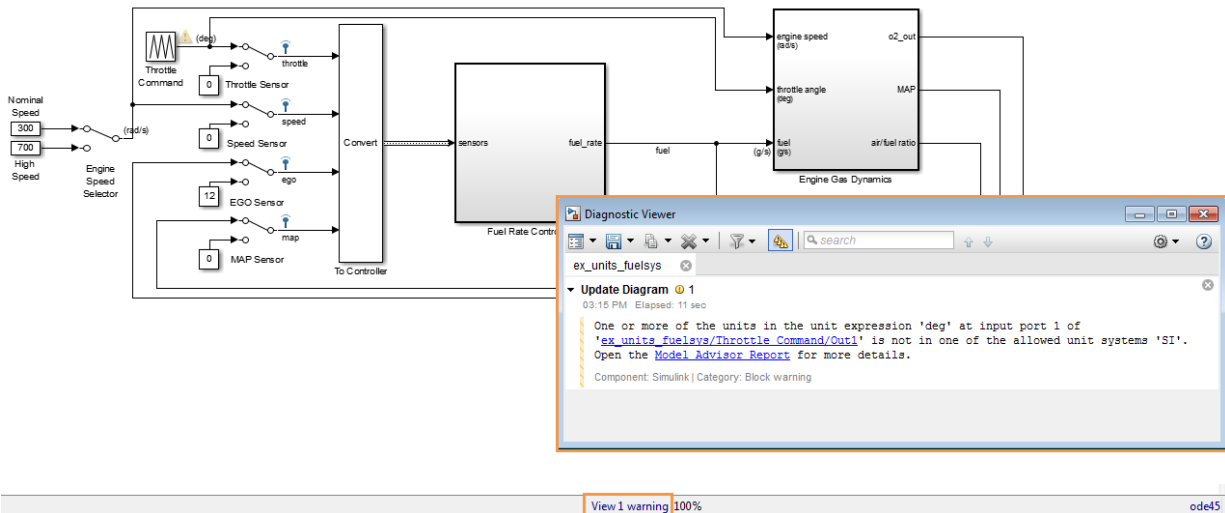 engine speed
(rad/s)
o2_out
(deg)
throttle
Throttle
Command
0
Throttle Sensor
throttle angle
(deg)
MAP
Nominal
Speed
300
(rad/s)
speed
0
Speed Sensor
Convert
sensors
fuel_rate
fuel
(g/s)
fuel
(g/s)
air/fuel ratio
700
High
Speed
Engine
Speed
Selector
ego
12
EGO Sensor
Engine Gas Dynamics
map
0
MAP Sensor
To Controller
Fuel Rate Contr
Diagnostic Viewer
search
ex_units_fuelsys
Update Diagram 1
03:15 PM Elapsed: 11 sec
One or more of the units in the unit expression 'deg' at input port 1 of
'ex_units_fuelsys/Throttle Command/Out1' is not in one of the allowed unit systems 'SI'.
Open the Model Advisor Report for more details.
Component: Simulink | Category: Block warning
View 1 warning 100%
ode45